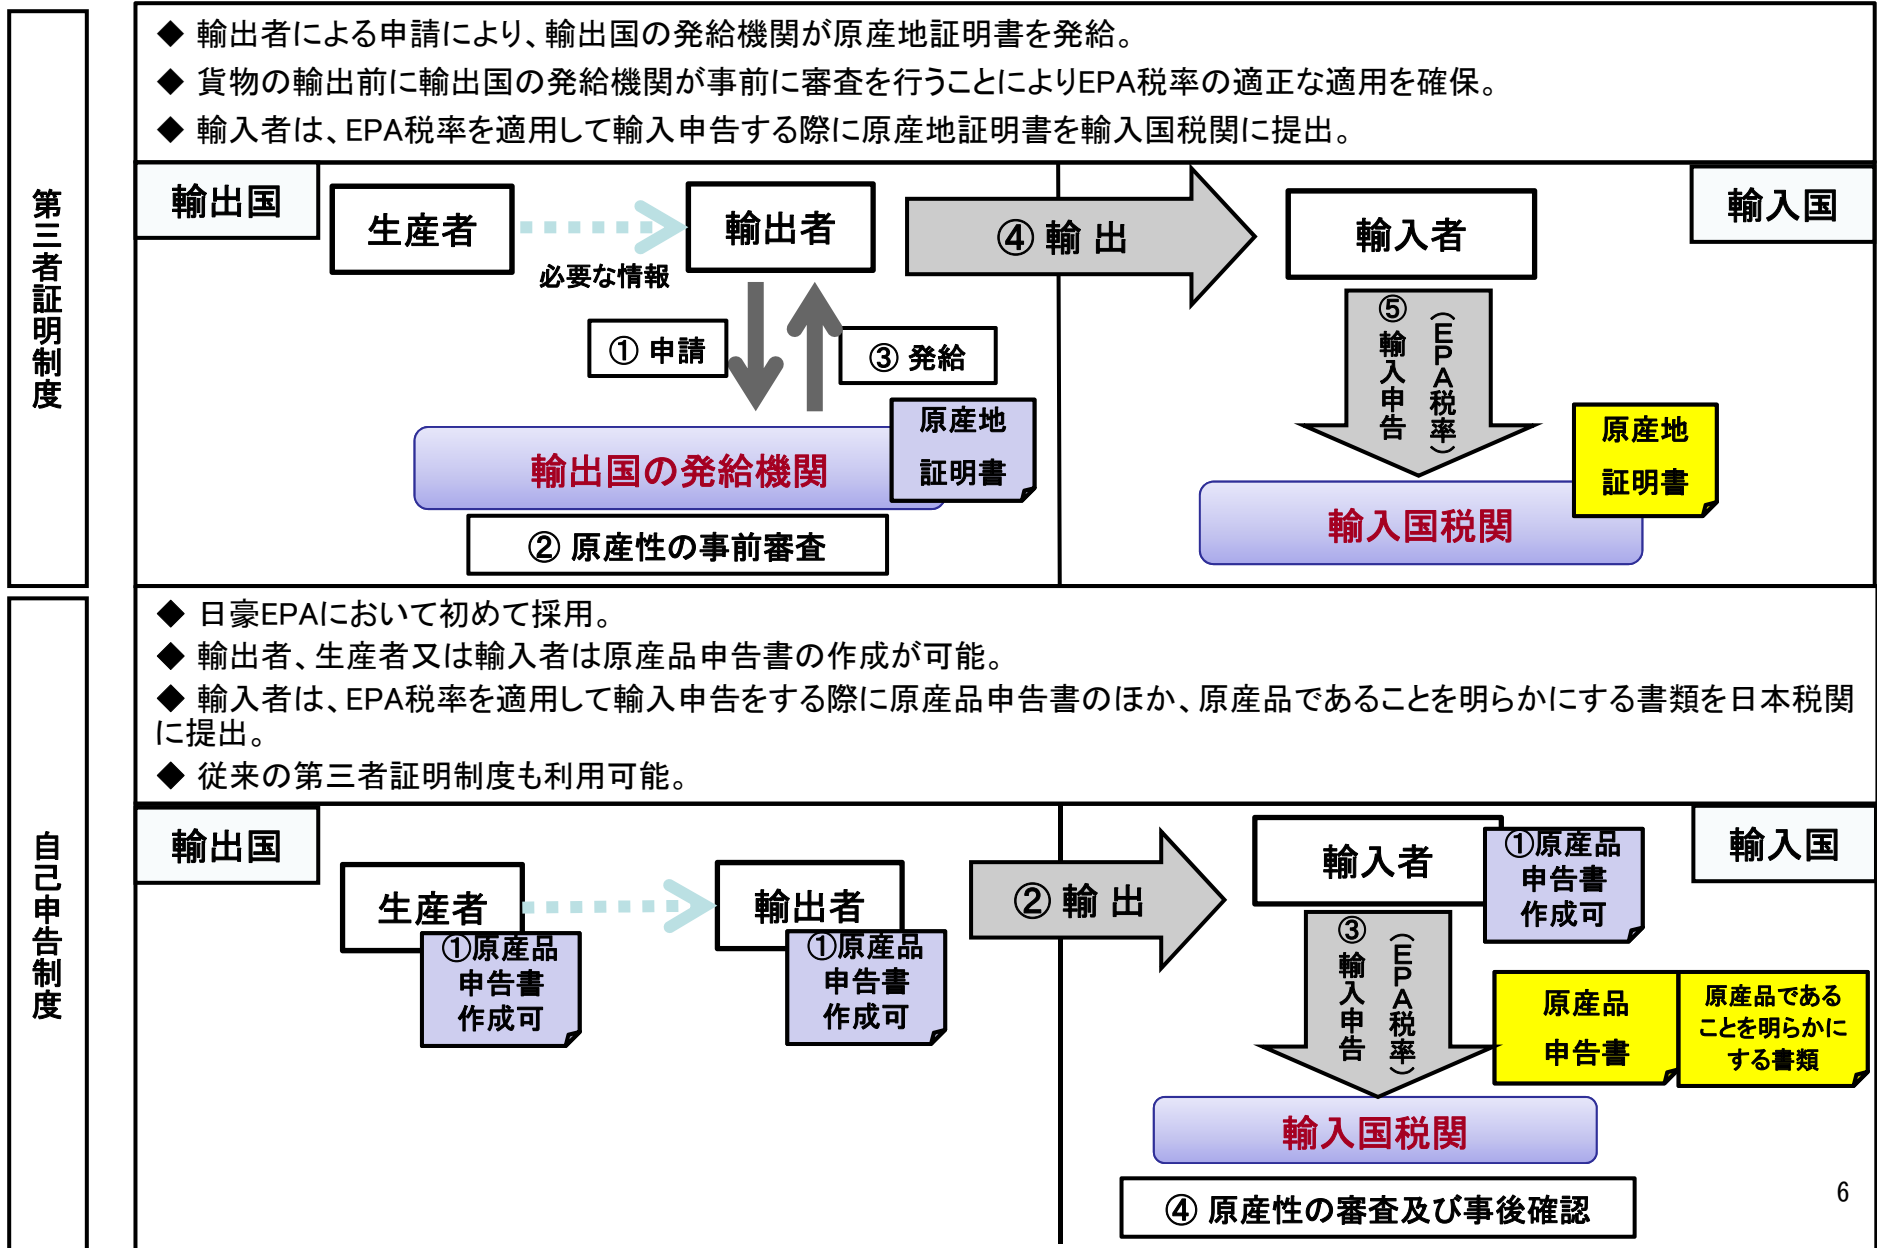 第三者証明制度
◆ 輸出者による申請により、輸出国の発給機関が原産地証明書を発給。
◆ 貨物の輸出前に輸出国の発給機関が事前に審査を行うことによりEPA税率の適正な適用を確保。
◆ 輸入者は、EPA税率を適用して輸入申告する際に原産地証明書を輸入国税関に提出。
輸出国
生産者
必要な情報
輸出者
④ 輸 出
輸入者
輸入国
① 申請
③ 発給
⑤輸入申告
(EPA税率)
原産地
証明書
輸出国の発給機関
② 原産性の事前審査
原産地
証明書
輸入国税関
自己申告制度
◆ 日豪EPAにおいて初めて採用。
◆ 輸出者、生産者又は輸入者は原産品申告書の作成が可能。
◆ 輸入者は、EPA税率を適用して輸入申告をする際に原産品申告書のほか、原産品であることを明らかにする書類を日本税関
に提出。
◆ 従来の第三者証明制度も利用可能。
輸出国
生産者
①原産品
申告書
作成可
輸出者
①原産品
申告書
作成可
② 輸 出
輸入者
①原産品
申告書
作成可
輸入国
③輸入申告
(EPA税率)
原産品
申告書
原産品である
ことを明らかに
する書類
輸入国税関
④ 原産性の審査及び事後確認
6